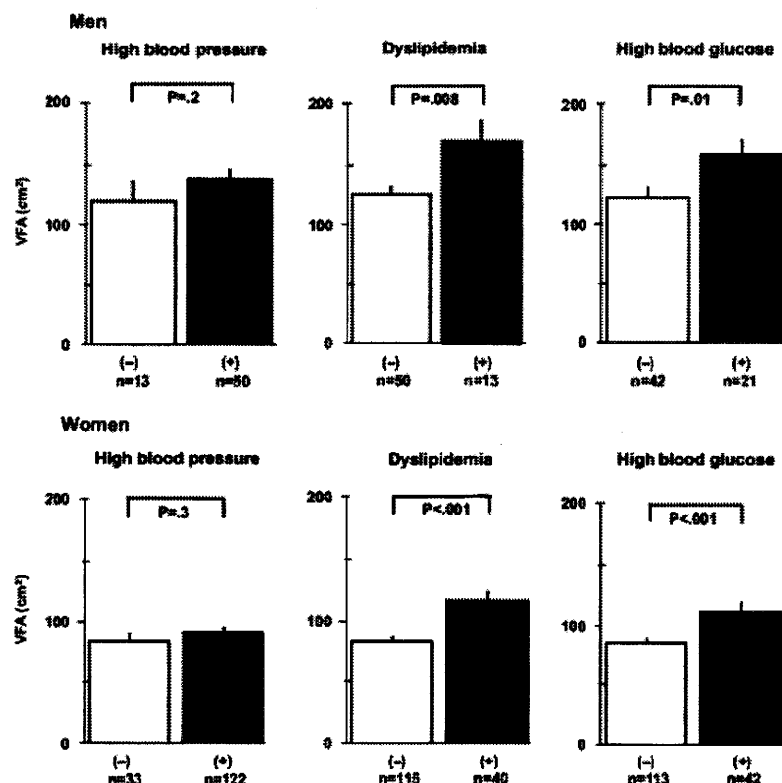 Men
High blood pressure
Dyslipidemia
High blood glucose
200
P=.2
200
P=.008
200
P=.01
VFA (cm²)
100
100
100
0
0
0
(−) (+)
n=13 n=50
(−) (+)
n=50 n=13
(−) (+)
n=42 n=21
Women
High blood pressure
Dyslipidemia
High blood glucose
200
P=.3
200
P<.001
200
P<.001
VFA (cm²)
100
100
100
0
0
0
(−) (+)
n=33 n=122
(−) (+)
n=115 n=40
(−) (+)
n=113 n=42